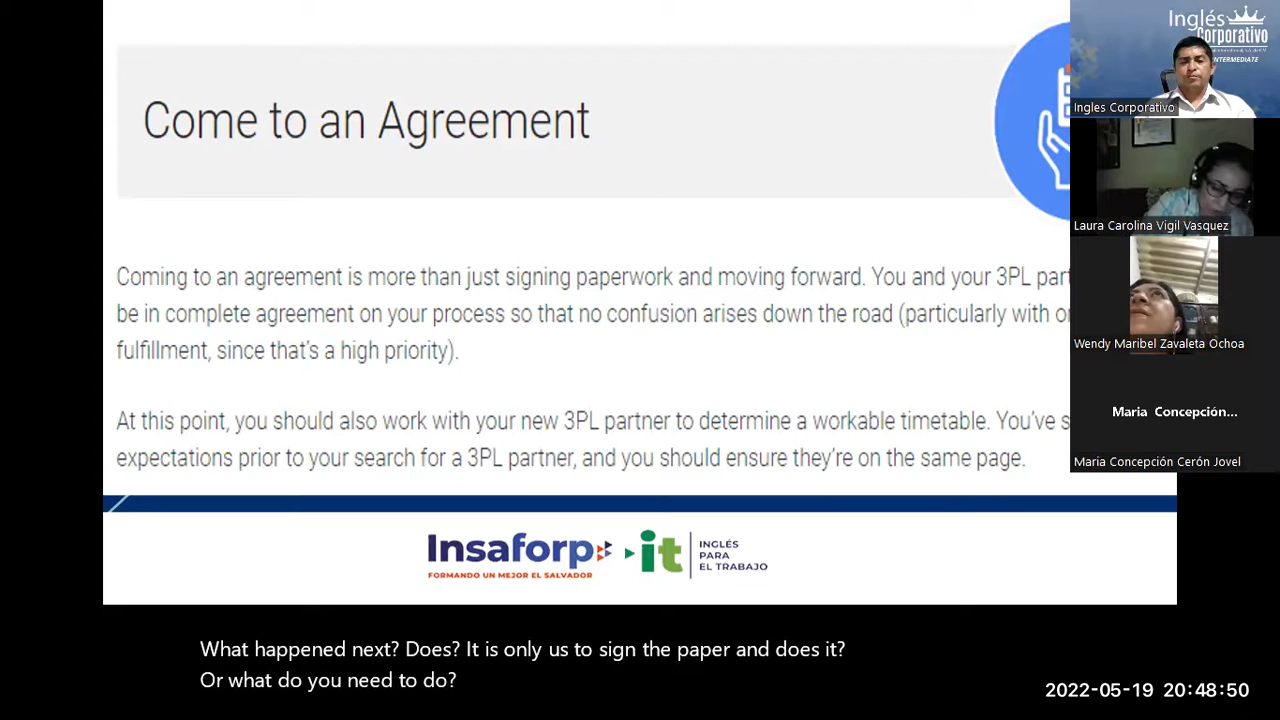 Inglés
Corporativo
INTERMEDIATE
Ingles Corporativo
Come to an Agreement
Laura Carolina Vigil Vasquez
Coming to an agreement is more than just signing paperwork and moving forward. You and your 3PL part
be in complete agreement on your process so that no confusion arises down the road (particularly with or
fulfillment, since that's a high priority).
Wendy Maribel Zavaleta Ochoa
Maria Concepción...
At this point, you should also work with your new 3PL partner to determine a workable timetable. You've s
expectations prior to your search for a 3PL partner, and you should ensure they're on the same page.
Maria Concepción Cerón Jovel
Insaforp
FORMANDO UN MEJOR EL SALVADOR
it
INGLÉS
PARA
EL TRABAJO
What happened next? Does? It is only us to sign the paper and does it?
Or what do you need to do?
2022-05-19 20:48:50